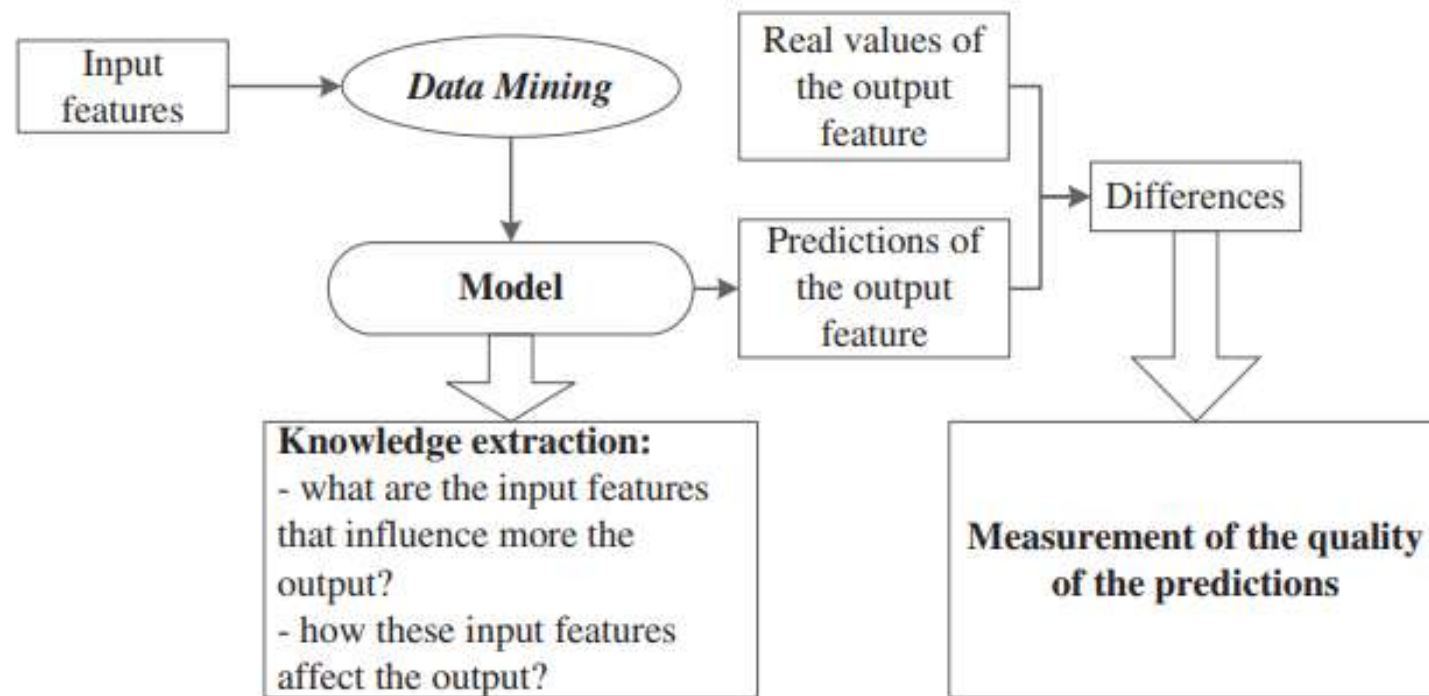 Input
features
Data Mining
Real values of
the output
feature
Differences
Model
Predictions of
the output
feature
Knowledge extraction:
- what are the input features
that influence more the
output?
- how these input features
affect the output?
Measurement of the quality
of the predictions